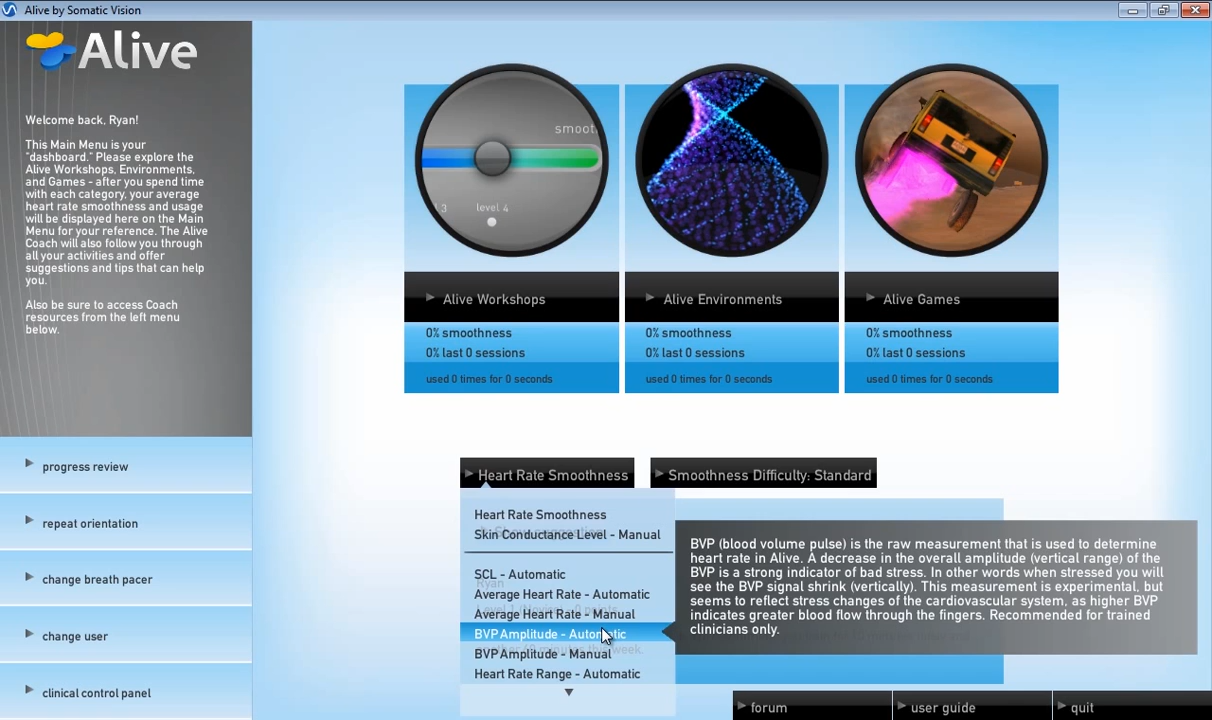 Alive by Somatic Vision
Alive
Welcome back, Ryan!
This Main Menu is your
"dashboard." Please explore the
Alive Workshops, Environments,
and Games - after you spend time
with each category, your average
heart rate smoothness and usage
will be displayed here on the Main
Menu for your reference. The Alive
Coach will also follow you through
all your activities and offer
suggestions and tips that can help
you.
Also be sure to access Coach
resources from the left menu
below.
progress review
repeat orientation
change breath pacer
change user
clinical control panel
smoot
level 4
Alive Workshops
0% smoothness
0% last 0 sessions
used 0 times for 0 seconds
Alive Environments
0% smoothness
0% last 0 sessions
used 0 times for 0 seconds
Alive Games
0% smoothness
0% last 0 sessions
used 0 times for 0 seconds
Heart Rate Smoothness
Smoothness Difficulty: Standard
Heart Rate Smoothness
Skin Conductance Level - Manual
SCL - Automatic
Average Heart Rate - Automatic
Average Heart Rate - Manual
BVP Amplitude - Automatic
BVP Amplitude - Manual
Heart Rate Range - Automatic
Ryan
BVP (blood volume pulse) is the raw measurement that is used to determine
heart rate in Alive. A decrease in the overall amplitude (vertical range) of
the BVP is a strong indicator of bad stress. In other words when stressed you will
see the BVP signal shrink (vertically). This measurement is experimental, but
seems to reflect stress changes of the cardiovascular system, as higher BVP
indicates greater blood flow through the fingers. Recommended for trained
clinicians only.
forum
user guide
quit